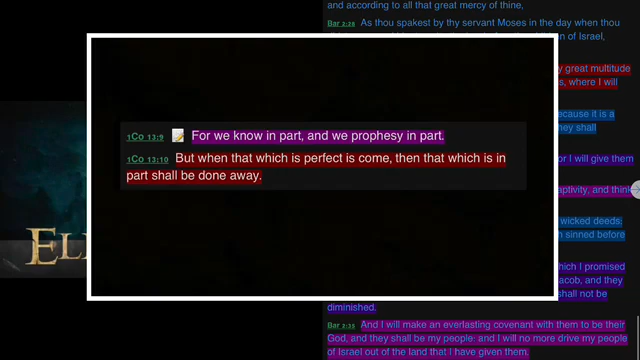 and according to all that great mercy of thine,
Bar 2:28 As thou spakest by thy servant Moses in the day when thou
n of Israel,
1Co 13:9 For we know in part, and we prophesy in part.
1Co 13:10 But when that which is perfect is come, then that which is in
part shall be done away.
y great multitude
s, where I will
ecause it is a
hey shall
or I will give them
aptivity, and think
wicked deeds:
h sinned before
hich I promised
acob, and they
shall not be
diminished.
Bar 2:35 And I will make an everlasting covenant with them to be their
God, and they shall be my people: and I will no more drive my people
of Israel out of the land that I have given them.
EL